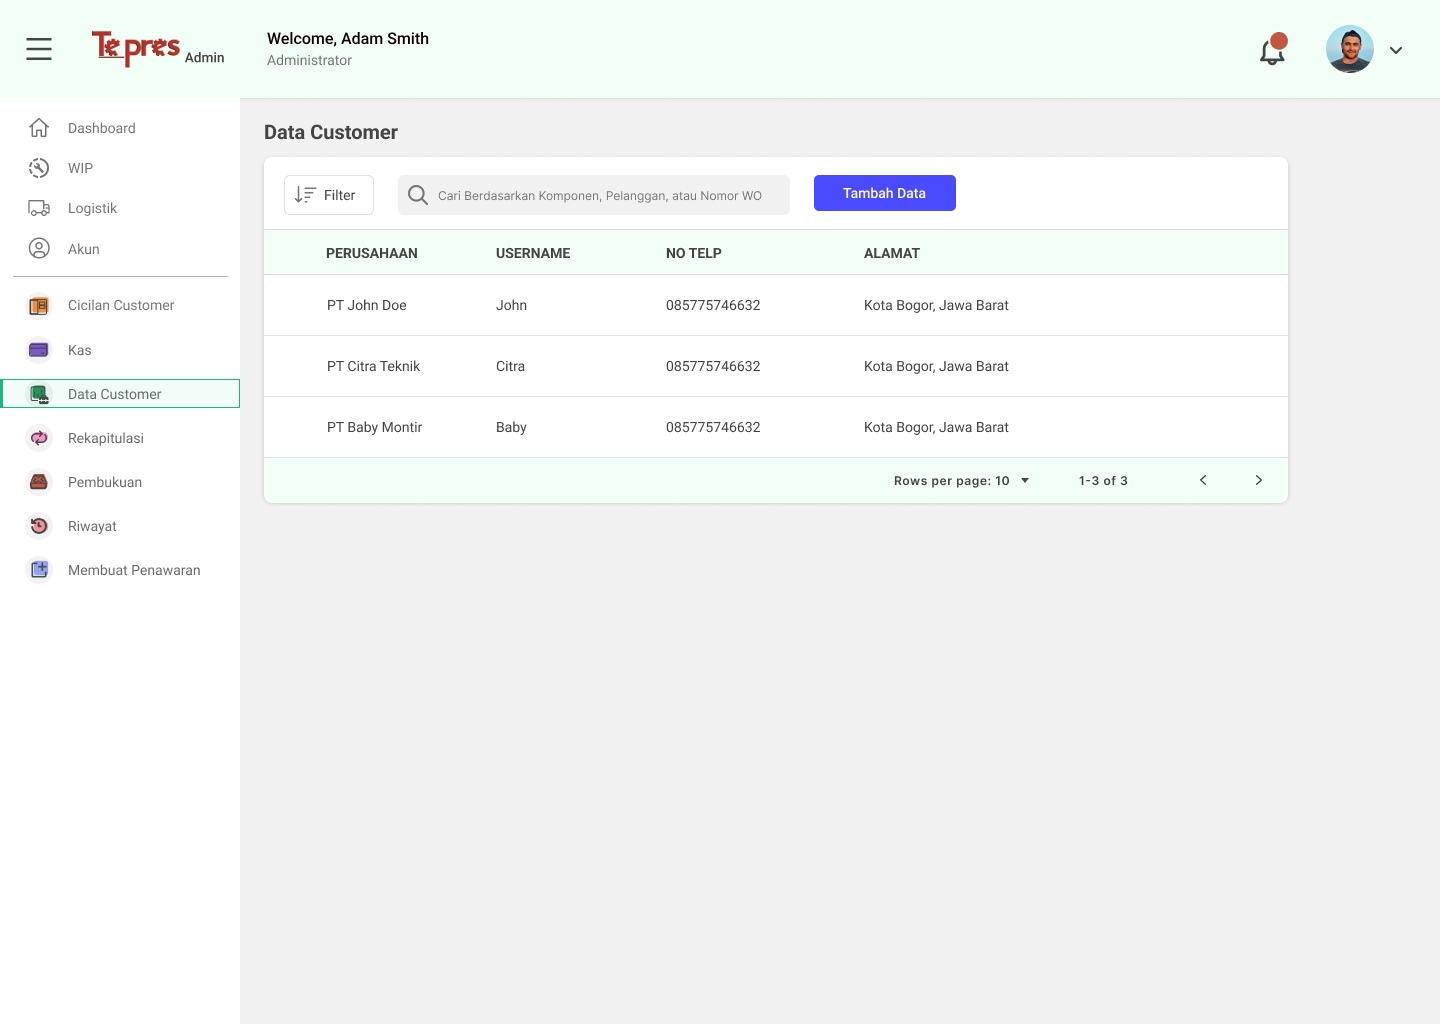 Tepres Admin
Welcome, Adam Smith
Administrator
Dashboard
WIP
Logistik
Akun
Cicilan Customer
Kas
Data Customer
Rekapitulasi
Pembukuan
Riwayat
Membuat Penawaran
Data Customer
Filter
Cari Berdasarkan Komponen, Pelanggan, atau Nomor WO
Tambah Data
PERUSAHAAN USERNAME NO TELP ALAMAT
PT John Doe John 085775746632 Kota Bogor, Jawa Barat
PT Citra Teknik Citra 085775746632 Kota Bogor, Jawa Barat
PT Baby Montir Baby 085775746632 Kota Bogor, Jawa Barat
Rows per page: 10 1-3 of 3